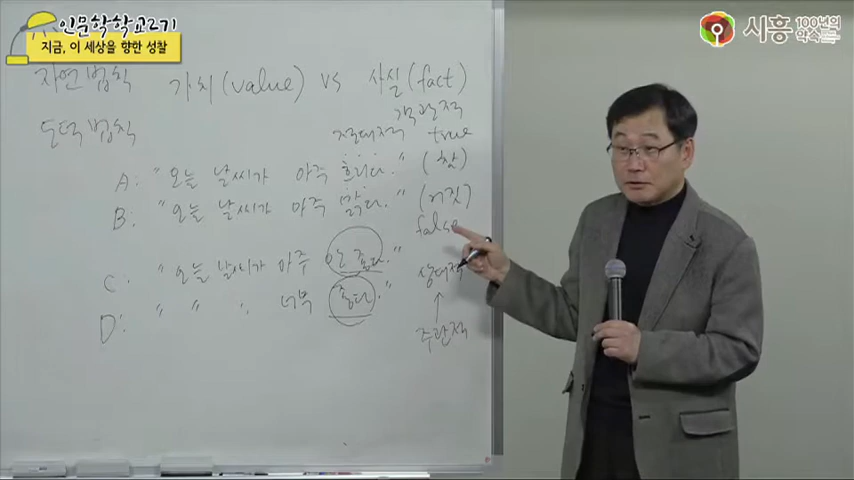 인문학학교2기
지금, 이 세상을 향한 성찰
시흥 100년의 약속
자연법칙 가치(value) vs 사실(fact)
객관적
도덕법칙 절대적 true
A: "오늘 날씨가 아주 흐리다." (참)
B: "오늘 날씨가 아주 맑다." (거짓)
false
C: "오늘 날씨가 아주 안 좋다." 상대적
D: " " " 너무 좋다." ↑
주관적